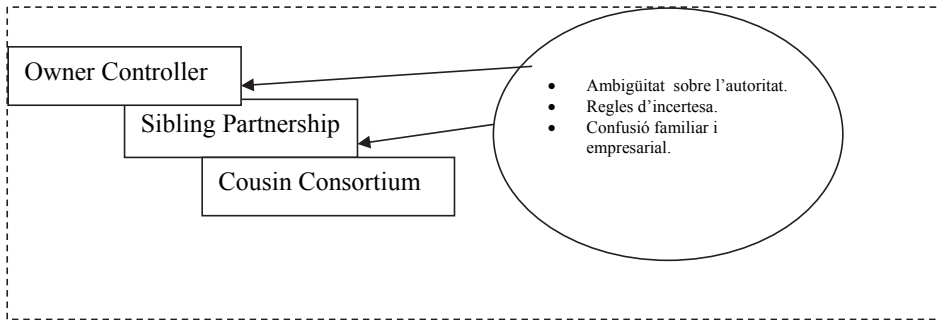 Owner Controller
Sibling Partnership
Cousin Consortium
• Ambigüitat sobre l’autoritat.
• Regles d’incertesa.
• Confusió familiar i
empresarial.